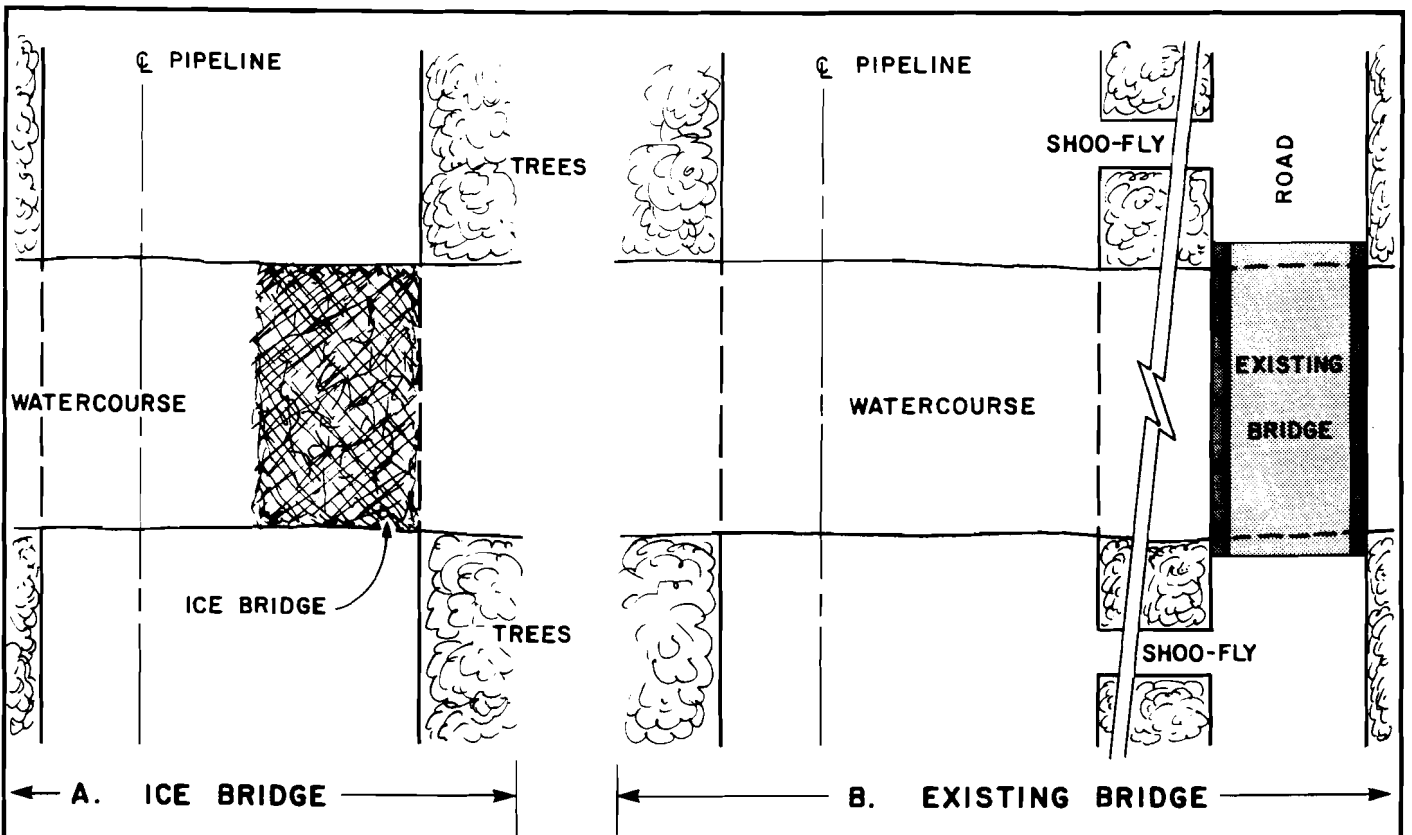 ℄ PIPELINE
TREES
WATERCOURSE
ICE BRIDGE
TREES
A. ICE BRIDGE
℄ PIPELINE
SHOO-FLY
ROAD
WATERCOURSE
EXISTING
BRIDGE
SHOO-FLY
B. EXISTING BRIDGE